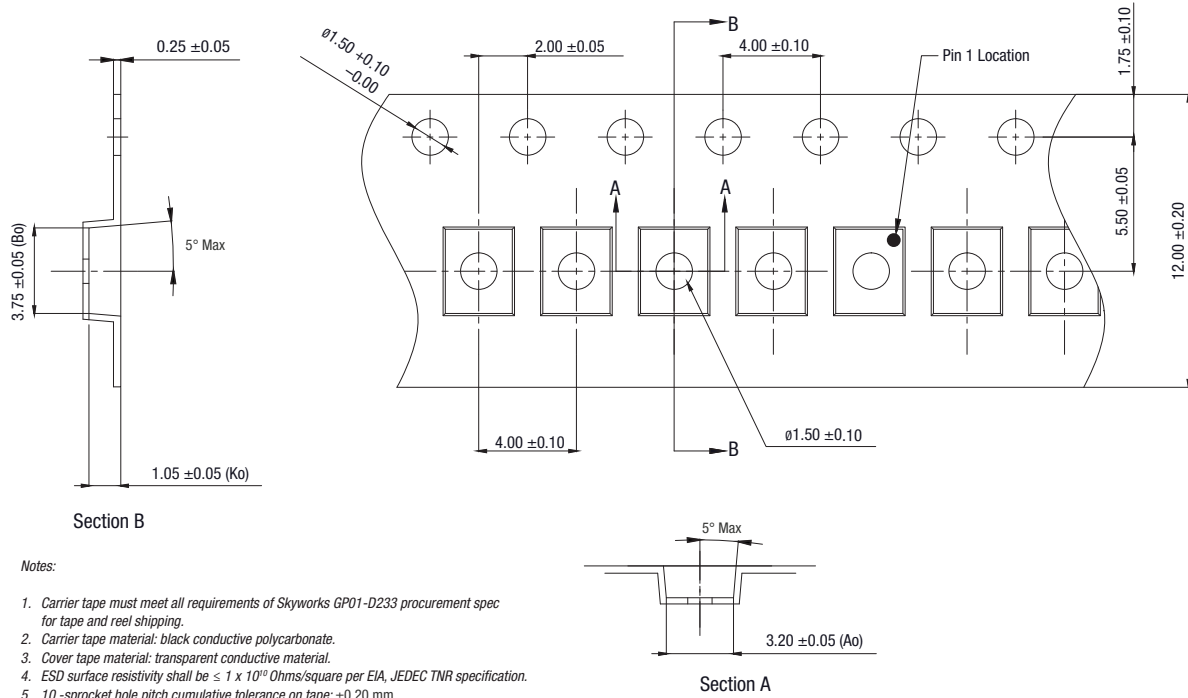 0.25 ±0.05
ø1.50 +0.10
–0.00
2.00 ±0.05
B
4.00 ±0.10
Pin 1 Location
1.75 ±0.10
5.50 ±0.05
12.00 ±0.20
A
A
3.75 ±0.05 (Bo)
5° Max
4.00 ±0.10
B
ø1.50 ±0.10
1.05 ±0.05 (Ko)
Section B
5° Max
3.20 ±0.05 (Ao)
Section A
Notes:
1. Carrier tape must meet all requirements of Skyworks GP01-D233 procurement spec
for tape and reel shipping.
2. Carrier tape material: black conductive polycarbonate.
3. Cover tape material: transparent conductive material.
4. ESD surface resistivity shall be ≤ 1 x 10¹⁰ Ohms/square per EIA, JEDEC TNR specification.
5. 10 -sprocket hole pitch cumulative tolerance on tape: ±0.20 mm.